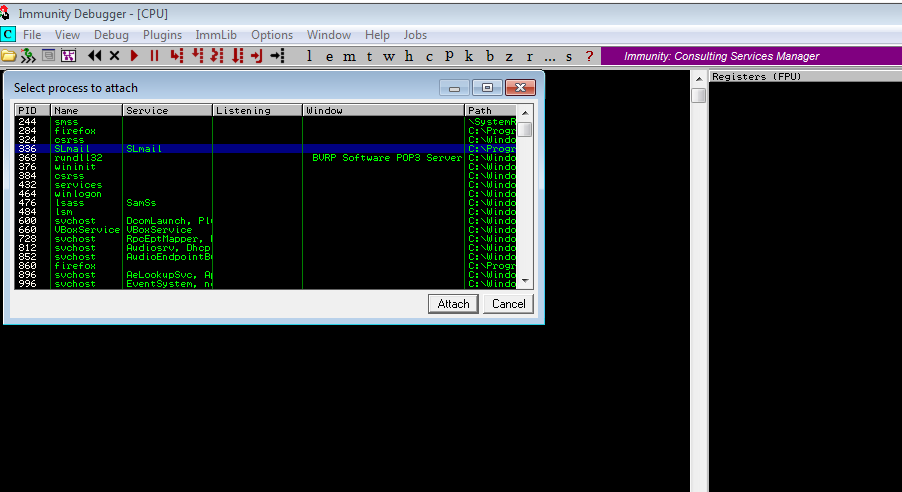 Immunity Debugger - [CPU]
C File View Debug Plugins ImmLib Options Window Help Jobs
l e m t w h c p k b z r ... s ? Immunity: Consulting Services Manager
Select process to attach
Registers (FPU)
PID Name Service Listening Window Path
244 smss \SystemR
284 firefox C:\Progr
324 csrss C:\Windo
336 SLmail SLmail C:\Progr
368 rundll32 BVRP Software POP3 Server C:\Windo
376 wininit C:\Windo
384 csrss C:\Windo
432 services C:\Windo
464 winlogon C:\Windo
476 lsass SamSs C:\Windo
484 lsm C:\Windo
600 svchost DcomLaunch, Pl C:\Windo
660 VBoxService VBoxService C:\Windo
728 svchost RpcEptMapper, C:\Windo
812 svchost Audiosrv, Dhcp C:\Windo
852 svchost AudioEndpointB C:\Windo
860 firefox C:\Progr
896 svchost AeLookupSvc, Ap C:\Windo
996 svchost EventSystem, n C:\Windo
Attach Cancel